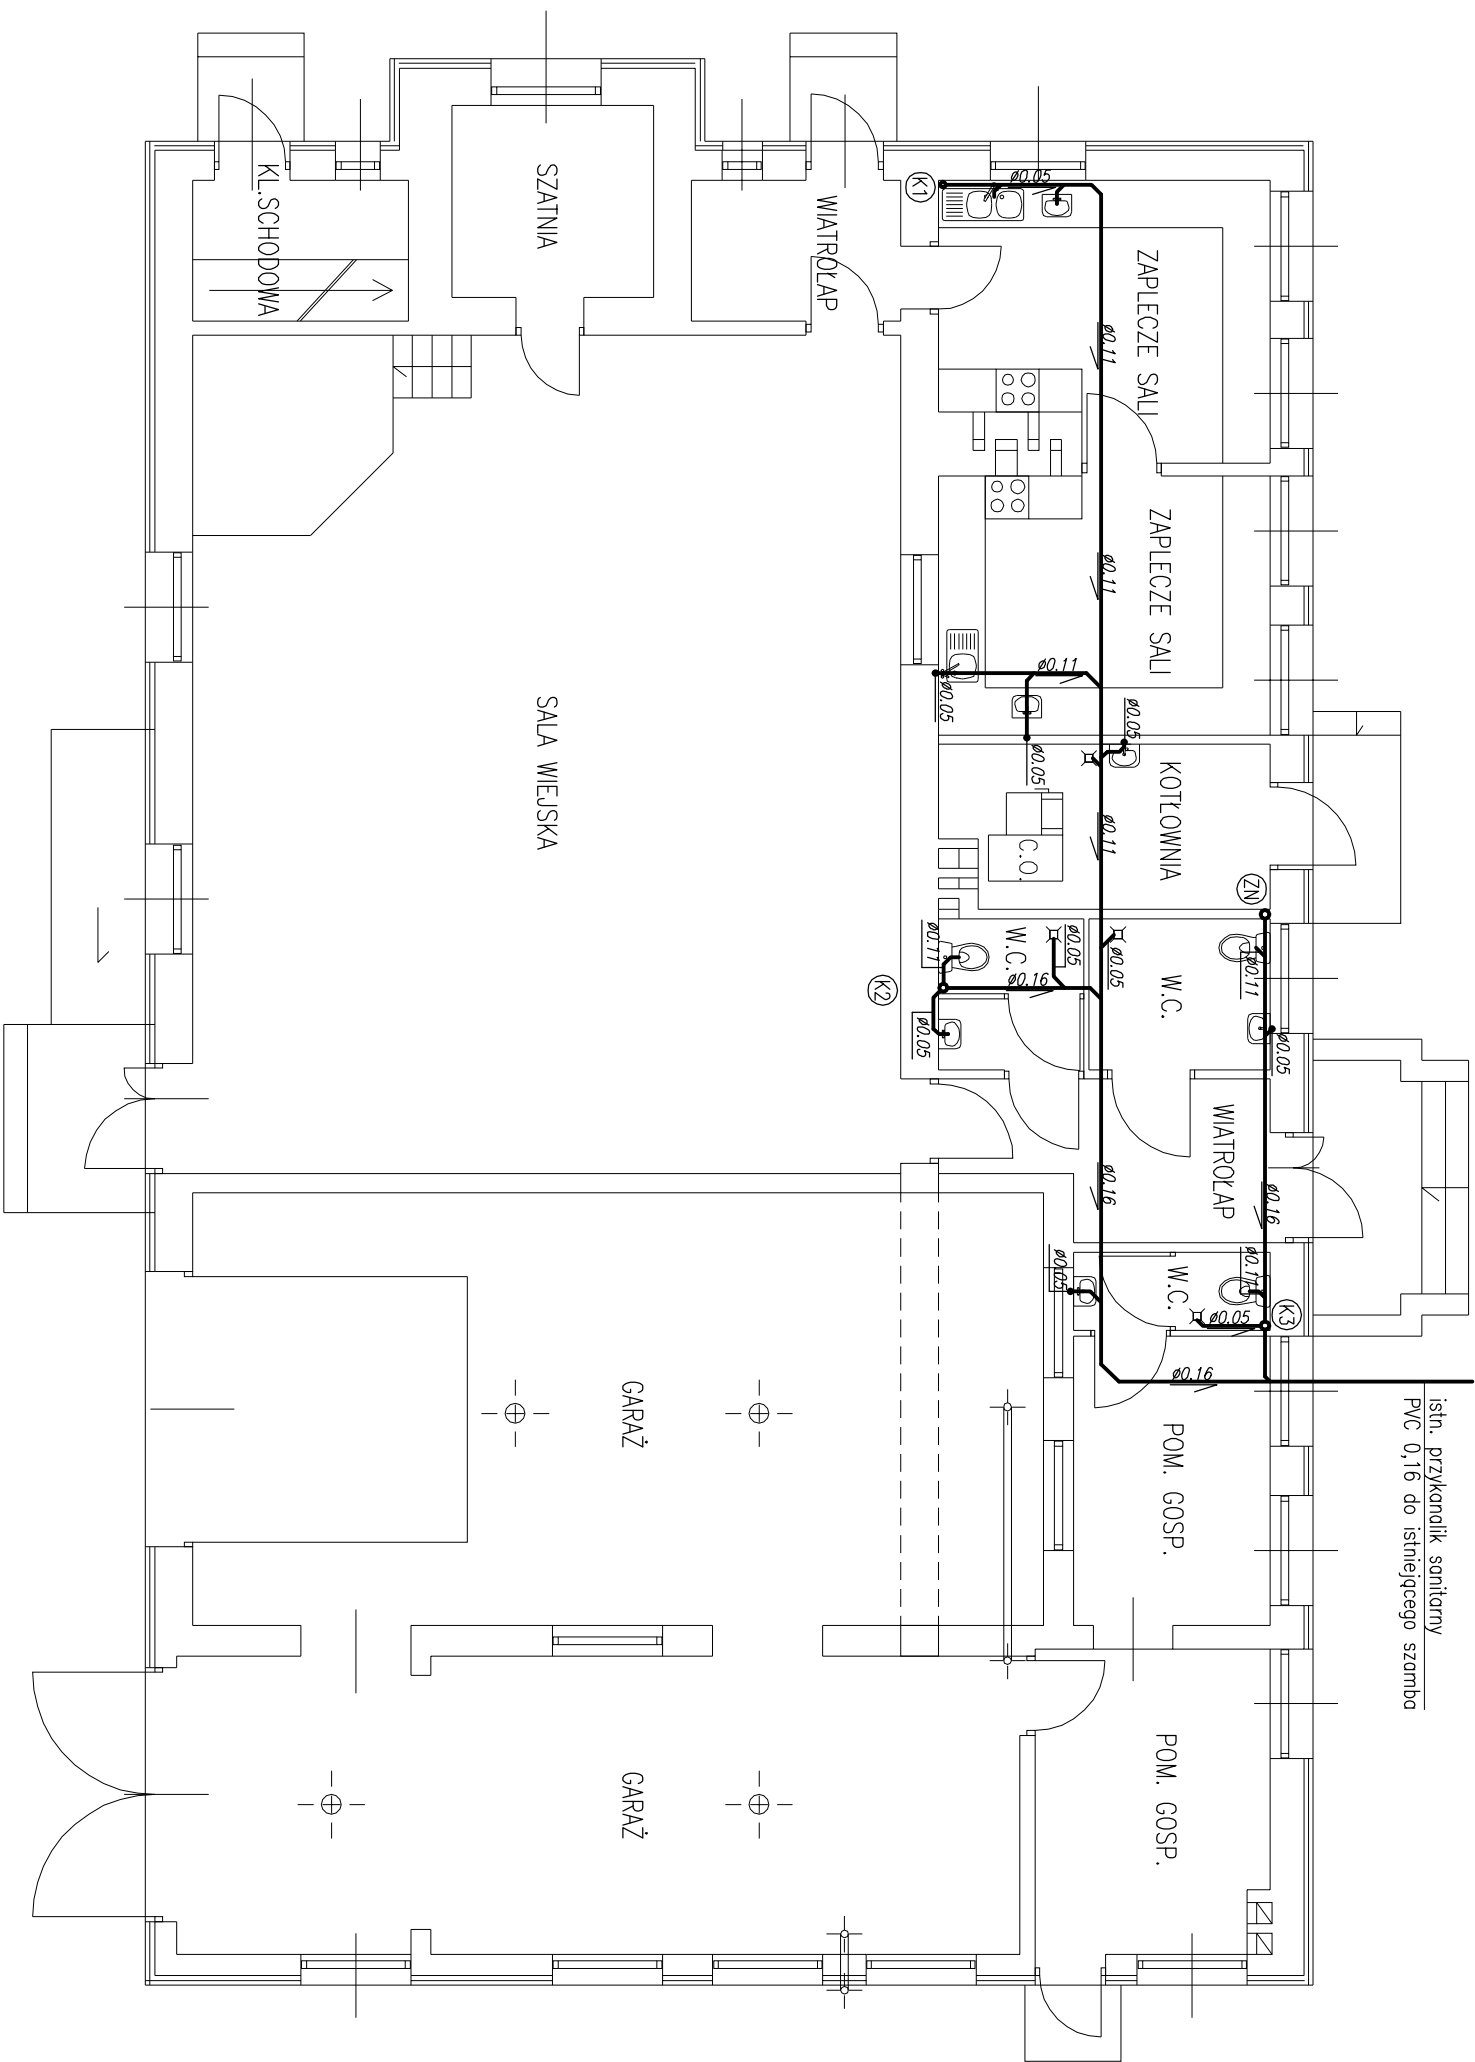 KL.SCHODOWA
SZATNIA
WIATROŁAP
K1
ø0.05
ZAPLECZE SALI
ø0.11
ZAPLECZE SALI
ø0.11
ø0.11
ø0.05
ø0.05
ø0.05
KOTŁOWNIA
C.O.
ø0.11
SALA WIEJSKA
ZN
ø0.11
W.C.
ø0.05
ø0.16
K2
ø0.05
ø0.05
W.C.
ø0.11
ø0.05
WIATROŁAP
ø0.16
ø0.16
ø0.05
W.C.
ø0.11
ø0.05
K3
ø0.16
istn. przykanalik sanitarny
PVC 0,16 do istniejącego szamba
GARAŻ
POM. GOSP.
GARAŻ
POM. GOSP.